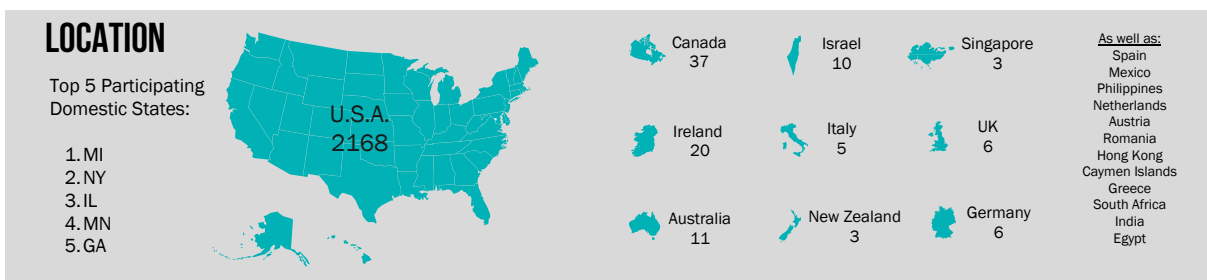 LOCATION
Top 5 Participating
Domestic States:
1. MI
2. NY
3. IL
4. MN
5. GA
U.S.A.
2168
Canada
37
Israel
10
Singapore
3
Ireland
20
Italy
5
UK
6
Australia
11
New Zealand
3
Germany
6
As well as:
Spain
Mexico
Philippines
Netherlands
Austria
Romania
Hong Kong
Caymen Islands
Greece
South Africa
India
Egypt